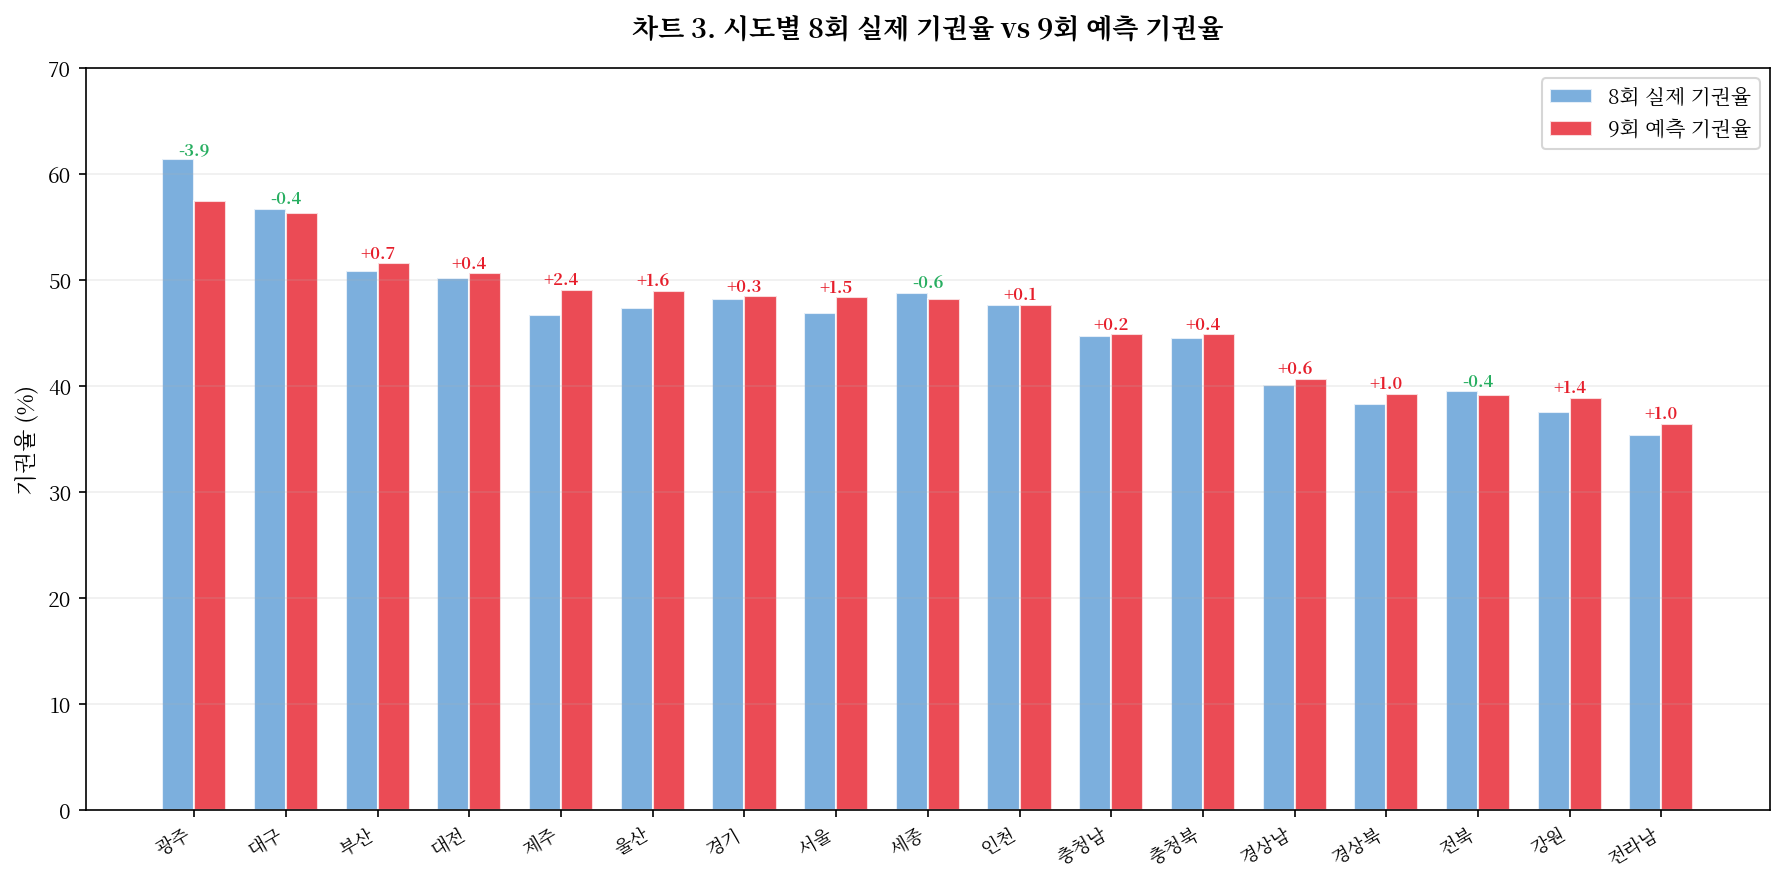 차트 3. 시도별 8회 실제 기권율 vs 9회 예측 기권율
8회 실제 기권율
9회 예측 기권율
기권율 (%)
70
60
50
40
30
20
10
0
-3.9
-0.4
+0.7
+0.4
+2.4
+1.6
+0.3
+1.5
-0.6
+0.1
+0.2
+0.4
+0.6
+1.0
-0.4
+1.4
+1.0
광주
대구
부산
대전
제주
울산
경기
서울
세종
인천
충청남
충청북
경상남
경상북
전북
강원
전라남